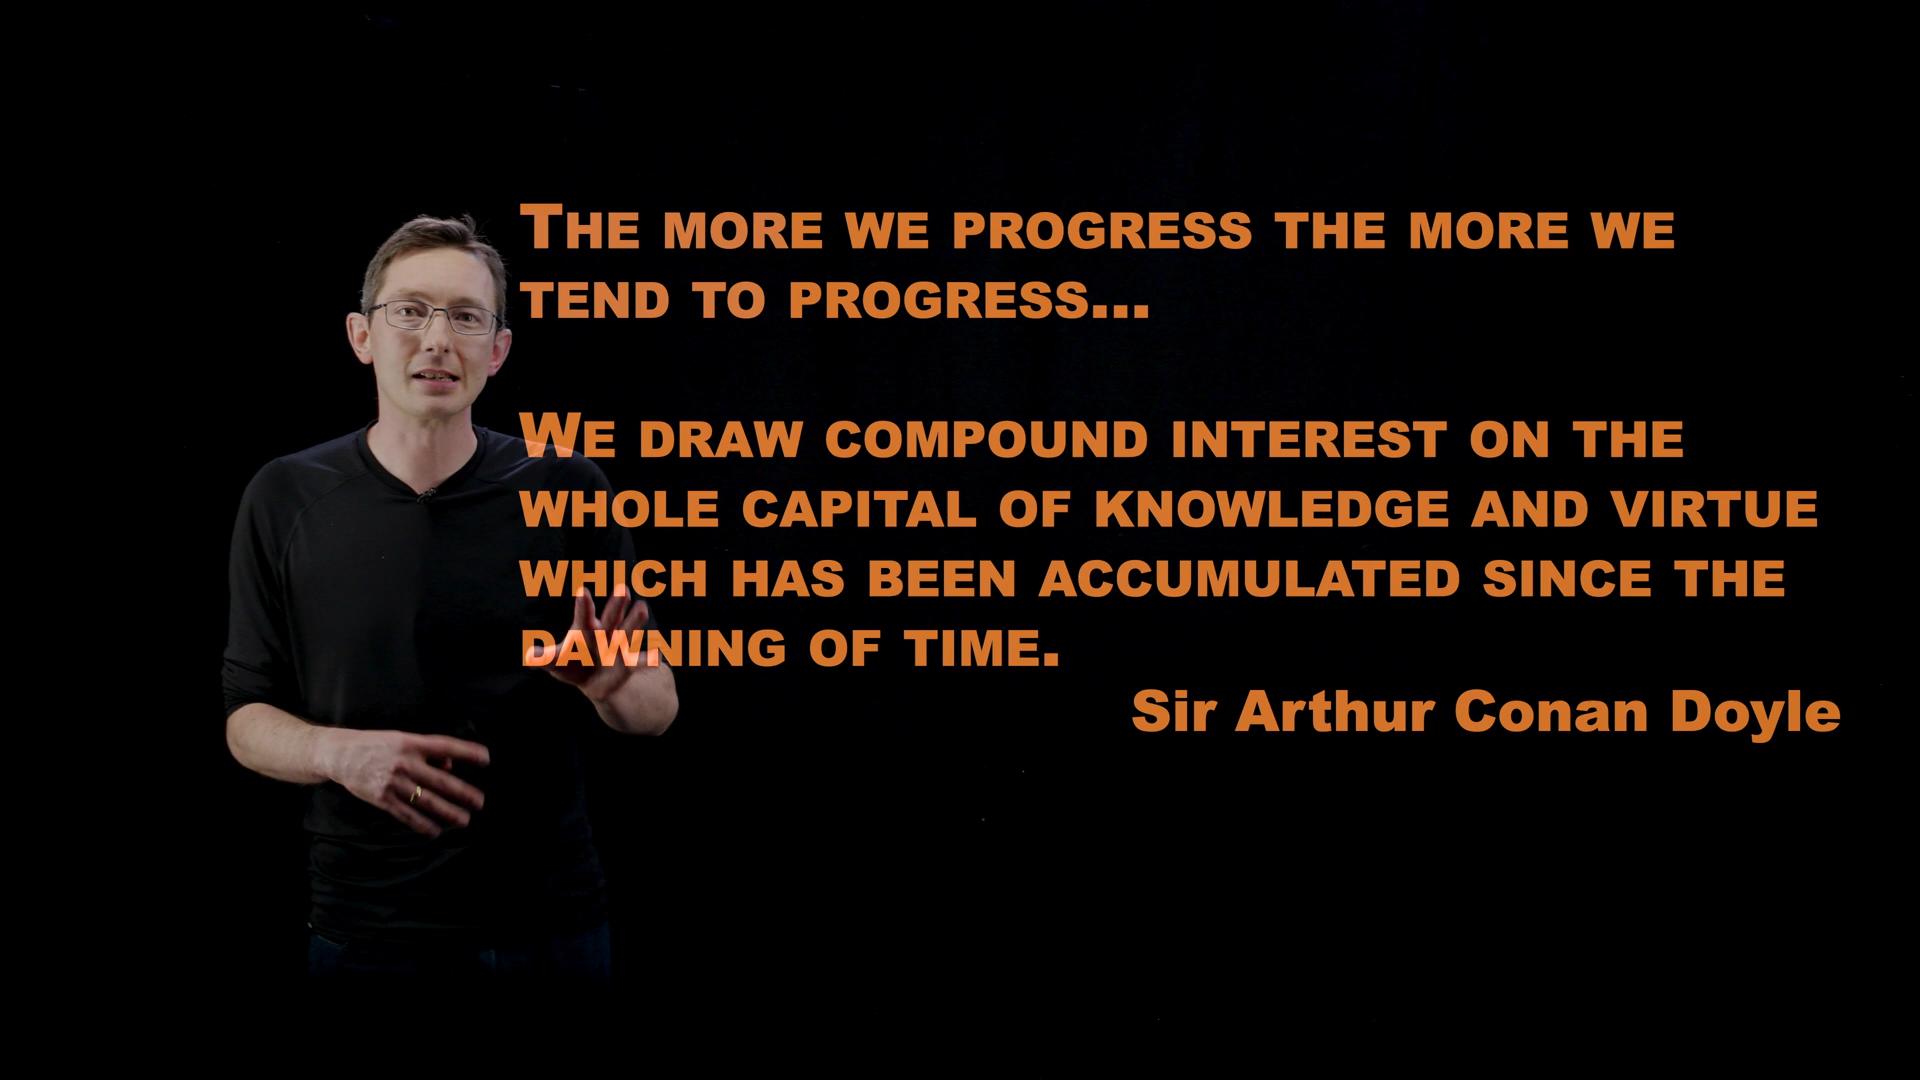 The more we progress the more we
tend to progress...
We draw compound interest on the
whole capital of knowledge and virtue
which has been accumulated since the
dawning of time.
Sir Arthur Conan Doyle